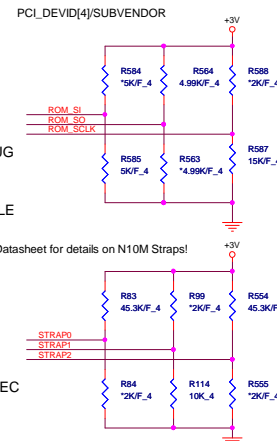 PCI_DEVID[4]/SUBVENDOR
+3V
R584 R564 R588
*5K/F_4 4.99K/F_4 *2K/F_4
ROM_SI
ROM_SO
ROM_SCLK
UG
R585 R563 R587
5K/F_4 *4.99K/F_4 15K/F_4
LE
Datasheet for details on N10M Straps!
+3V
R83 R99 R554
45.3K/F_4 *2K/F_4 45.3K/F_4
STRAP0
STRAP1
STRAP2
EC
R84 R114 R555
*2K/F_4 10K_4 *2K/F_4